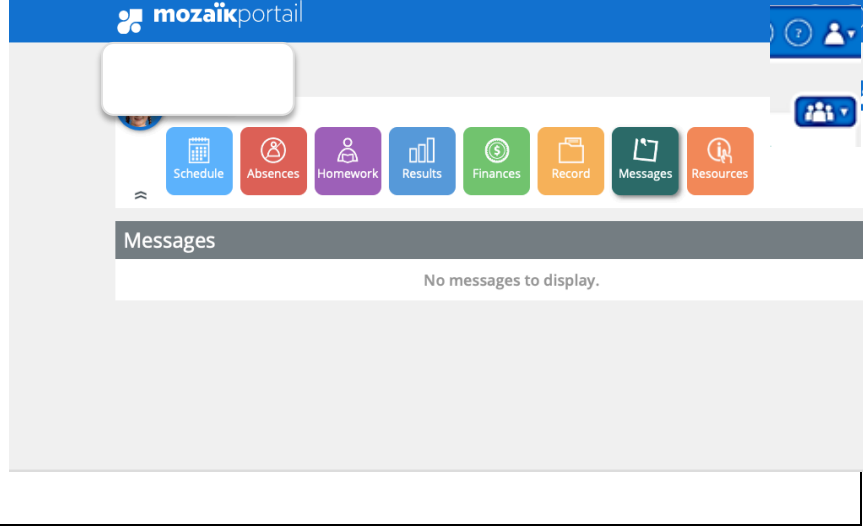 mozaïkportail
?
Schedule Absences Homework Results Finances Record Messages Resources
Messages
No messages to display.